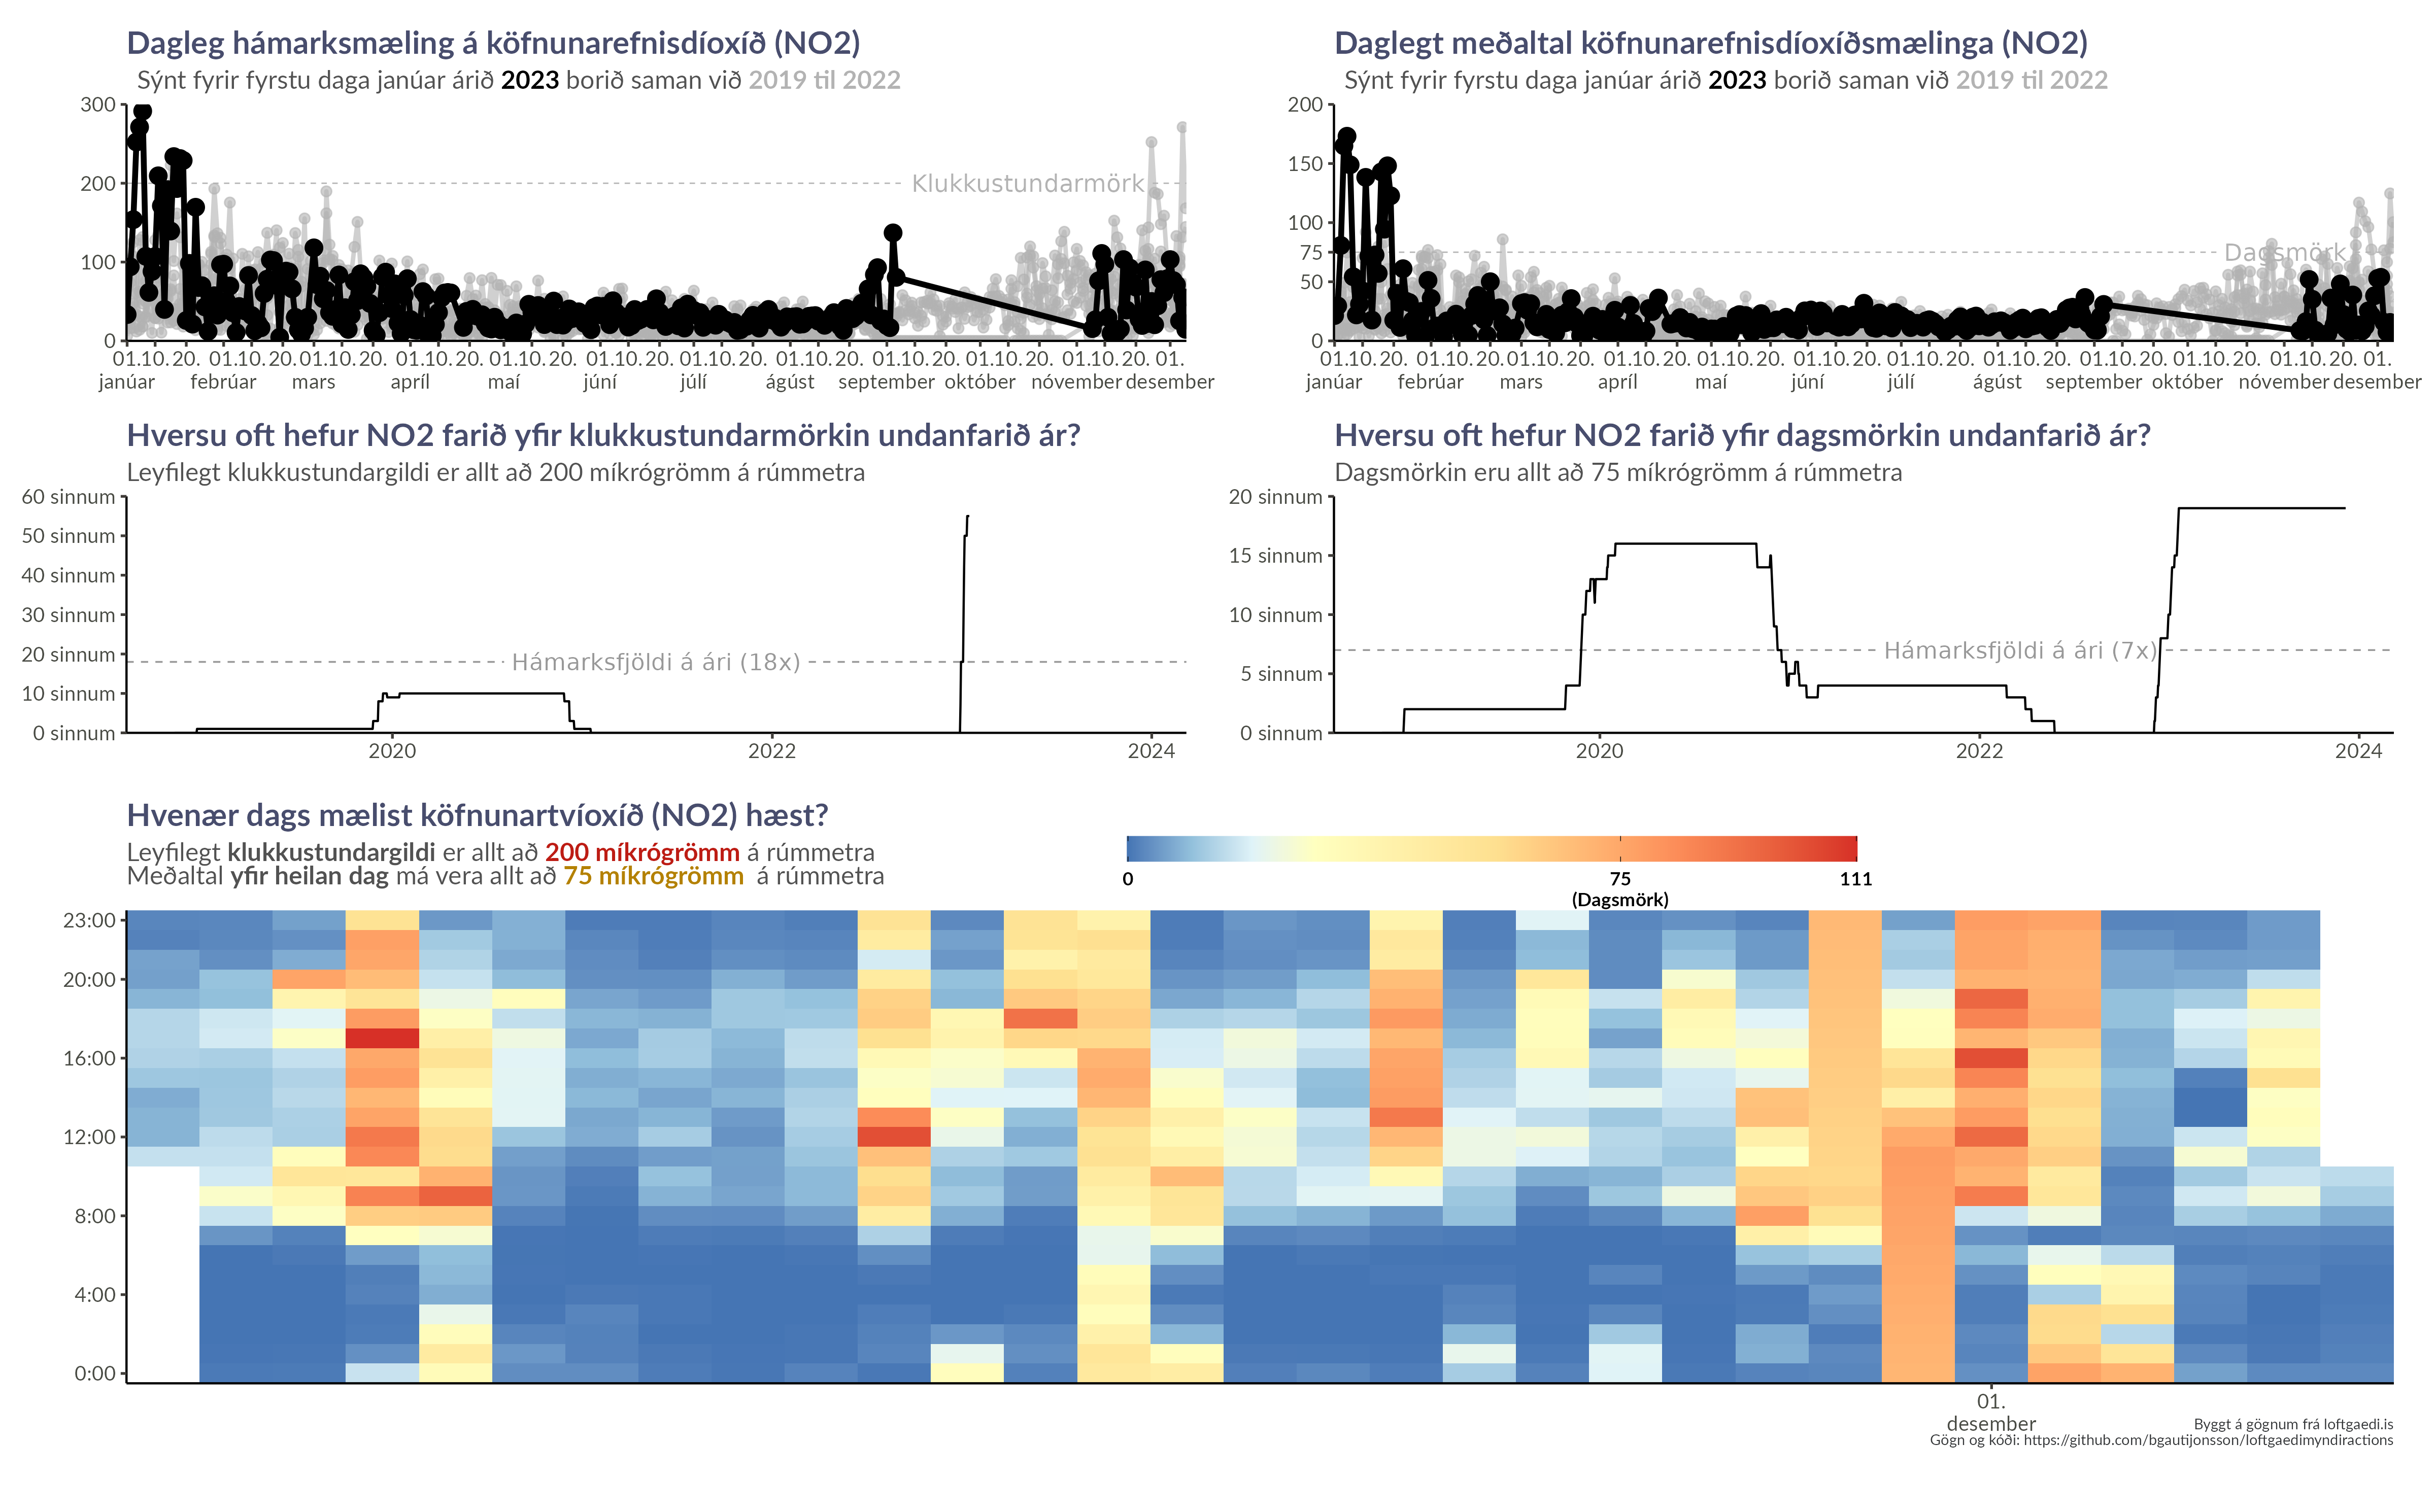 Dagleg hámarksmæling á köfnunarefnisdíoxíð (NO2)
Sýnt fyrir fyrstu daga janúar árið 2023 borið saman við 2019 til 2022
300
200
100
0
Klukkustundarmörk
01. 10. 20. 01. 10. 20. 01. 10. 20. 01. 10. 20. 01. 10. 20. 01. 10. 20. 01. 10. 20. 01. 10. 20. 01. 10. 20. 01. 10. 20. 01. 10. 20. 01.
janúar febrúar mars apríl maí júní júlí ágúst september október nóvember desember
Daglegt meðaltal köfnunarefnisdíoxíðsmælinga (NO2)
Sýnt fyrir fyrstu daga janúar árið 2023 borið saman við 2019 til 2022
200
150
100
75
50
0
Dagsmörk
01. 10. 20. 01. 10. 20. 01. 10. 20. 01. 10. 20. 01. 10. 20. 01. 10. 20. 01. 10. 20. 01. 10. 20. 01. 10. 20. 01. 10. 20. 01. 10. 20. 01.
janúar febrúar mars apríl maí júní júlí ágúst september október nóvember desember
Hversu oft hefur NO2 farið yfir klukkustundarmörkin undanfarið ár?
Leyfilegt klukkustundargildi er allt að 200 míkrógrömm á rúmmetra
60 sinnum
50 sinnum
40 sinnum
30 sinnum
20 sinnum
10 sinnum
0 sinnum
Hámarksfjöldi á ári (18x)
2020 2022 2024
Hversu oft hefur NO2 farið yfir dagsmörkin undanfarið ár?
Dagsmörkin eru allt að 75 míkrógrömm á rúmmetra
20 sinnum
15 sinnum
10 sinnum
5 sinnum
0 sinnum
Hámarksfjöldi á ári (7x)
2020 2022 2024
Hvenær dags mælist köfnunartvíoxíð (NO2) hæst?
Leyfilegt klukkustundargildi er allt að 200 míkrógrömm á rúmmetra
Meðaltal yfir heilan dag má vera allt að 75 míkrógrömm á rúmmetra
0 75 111
(Dagsmörk)
23:00
20:00
16:00
12:00
8:00
4:00
0:00
01.
desember
Byggt á gögnum frá loftgaedi.is
Gögn og kóði: https://github.com/bgautijonsson/loftgaedimyndiractions